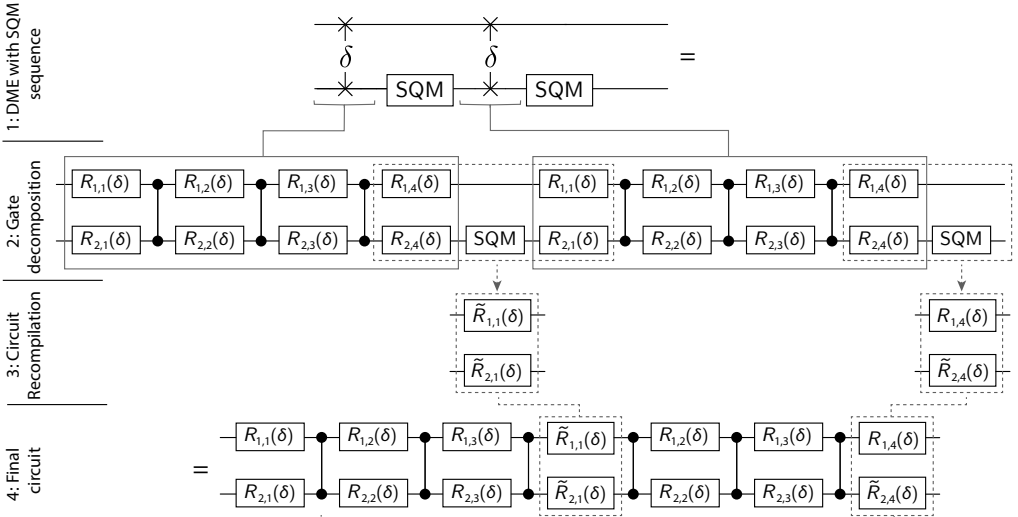 1: DME with SQM
sequence
δ δ
SQM SQM
=
2: Gate
decomposition
R1,1(δ) R1,2(δ) R1,3(δ) R1,4(δ) R1,1(δ) R1,2(δ) R1,3(δ) R1,4(δ)
R2,1(δ) R2,2(δ) R2,3(δ) R2,4(δ) SQM R2,1(δ) R2,2(δ) R2,3(δ) R2,4(δ) SQM
3: Circuit
Recompilation
R̃1,1(δ) R1,4(δ)
R̃2,1(δ) R̃2,4(δ)
4: Final
circuit
=
R1,1(δ) R1,2(δ) R1,3(δ) R̃1,1(δ) R1,2(δ) R1,3(δ) R1,4(δ)
R2,1(δ) R2,2(δ) R2,3(δ) R̃2,1(δ) R2,2(δ) R2,3(δ) R̃2,4(δ)